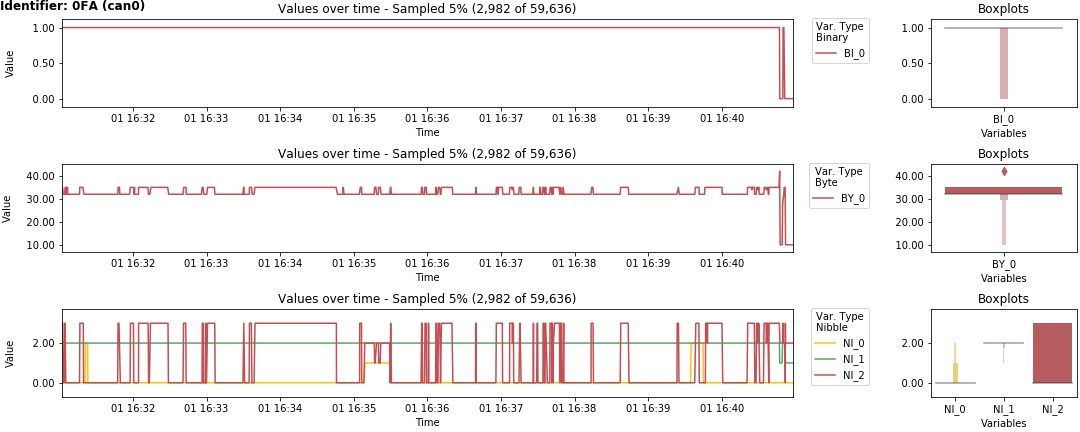 Identifier: 0FA (can0)
Values over time - Sampled 5% (2,982 of 59,636)
Boxplots
Value
1.00
0.50
0.00
01 16:32 01 16:33 01 16:34 01 16:35 01 16:36 01 16:37 01 16:38 01 16:39 01 16:40
Time
Var. Type
Binary
BI_0
1.00
0.50
0.00
BI_0
Variables
Values over time - Sampled 5% (2,982 of 59,636)
Boxplots
Value
40.00
30.00
20.00
10.00
01 16:32 01 16:33 01 16:34 01 16:35 01 16:36 01 16:37 01 16:38 01 16:39 01 16:40
Time
Var. Type
Byte
BY_0
40.00
30.00
20.00
10.00
BY_0
Variables
Values over time - Sampled 5% (2,982 of 59,636)
Boxplots
Value
2.00
0.00
01 16:32 01 16:33 01 16:34 01 16:35 01 16:36 01 16:37 01 16:38 01 16:39 01 16:40
Time
Var. Type
Nibble
NI_0
NI_1
NI_2
2.00
0.00
NI_0 NI_1 NI_2
Variables